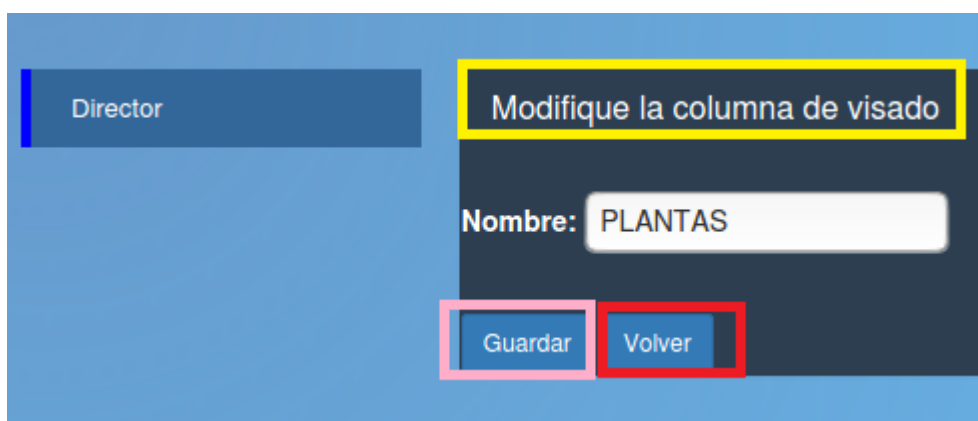 Director
Modifique la columna de visado
Nombre: PLANTAS
Guardar Volver